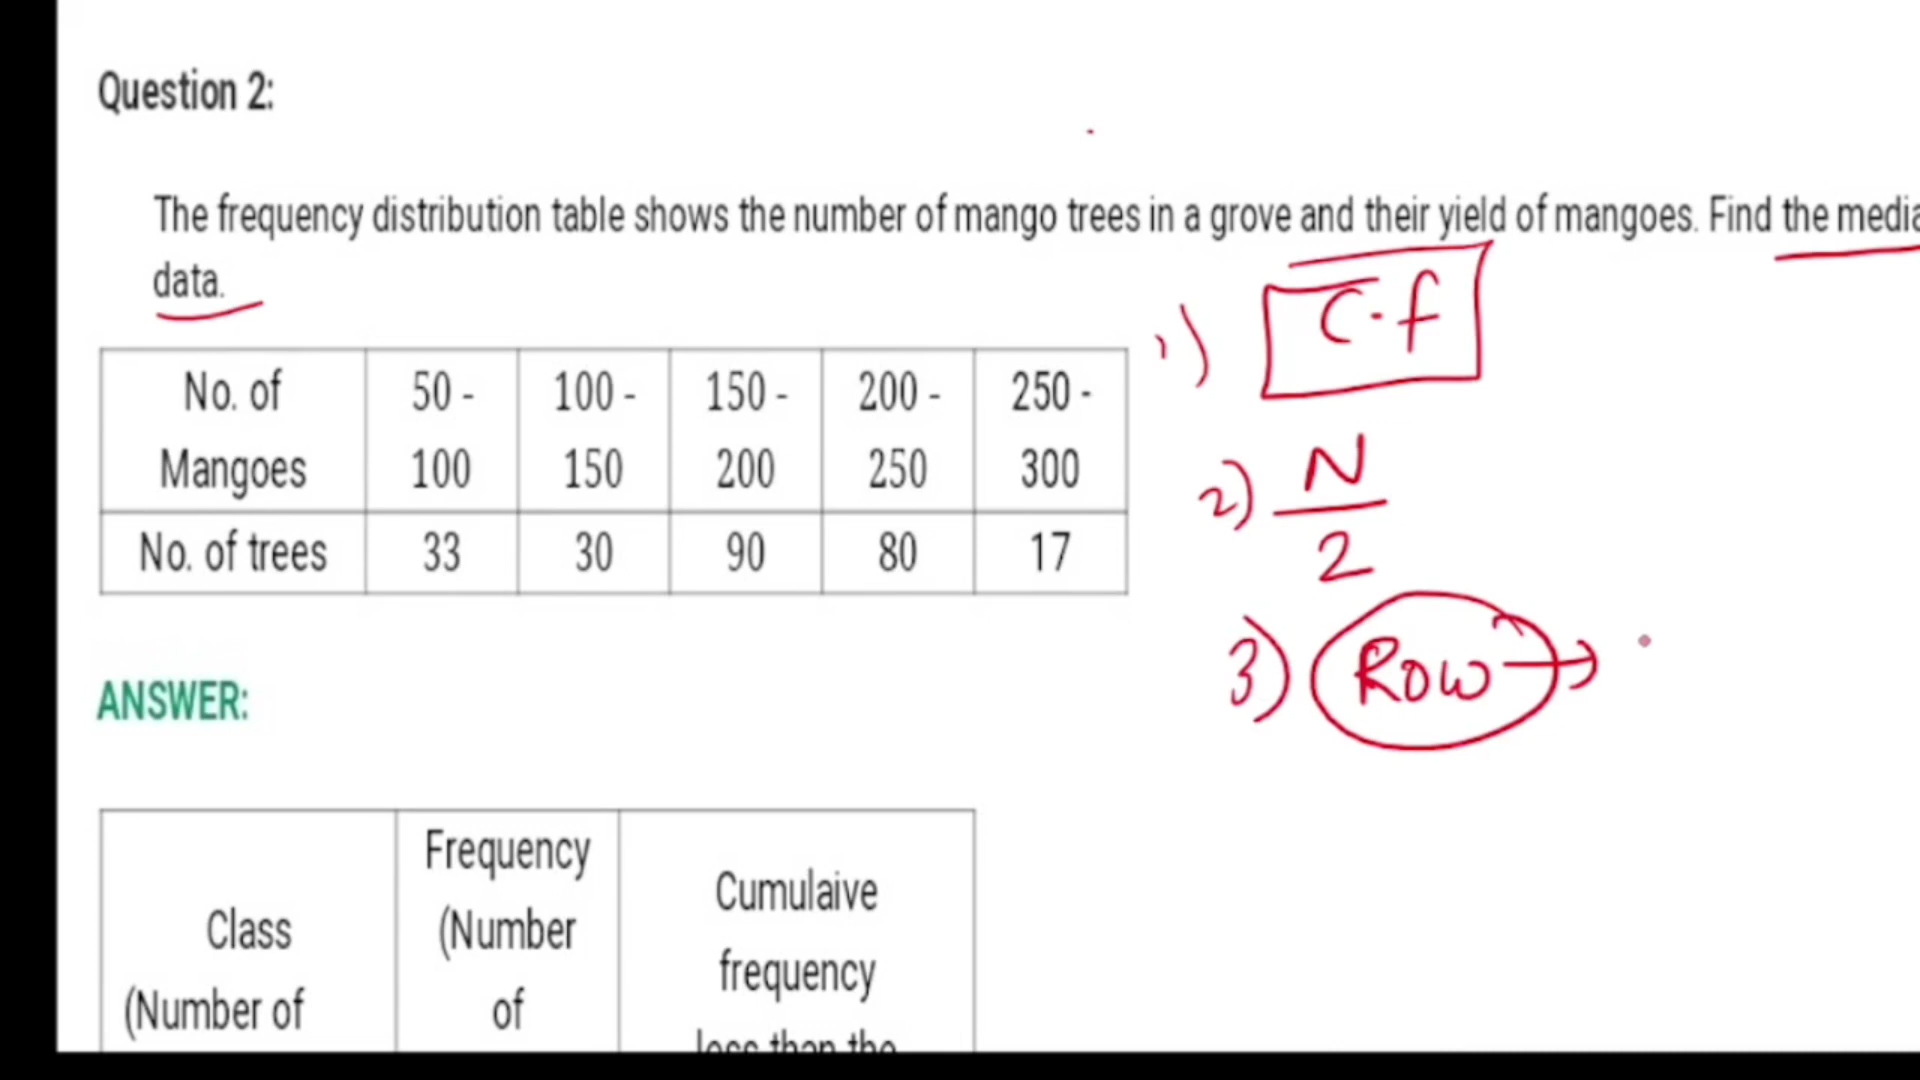 Question 2:
The frequency distribution table shows the number of mango trees in a grove and their yield of mangoes. Find the media
data.
1) C.f
No. of Mangoes 50 - 100 100 - 150 150 - 200 200 - 250 250 - 300
No. of trees 33 30 90 80 17
2) N
2
3) Row →
ANSWER:
Class
(Number of
Frequency
(Number
of
Cumulaive
frequency
less than the